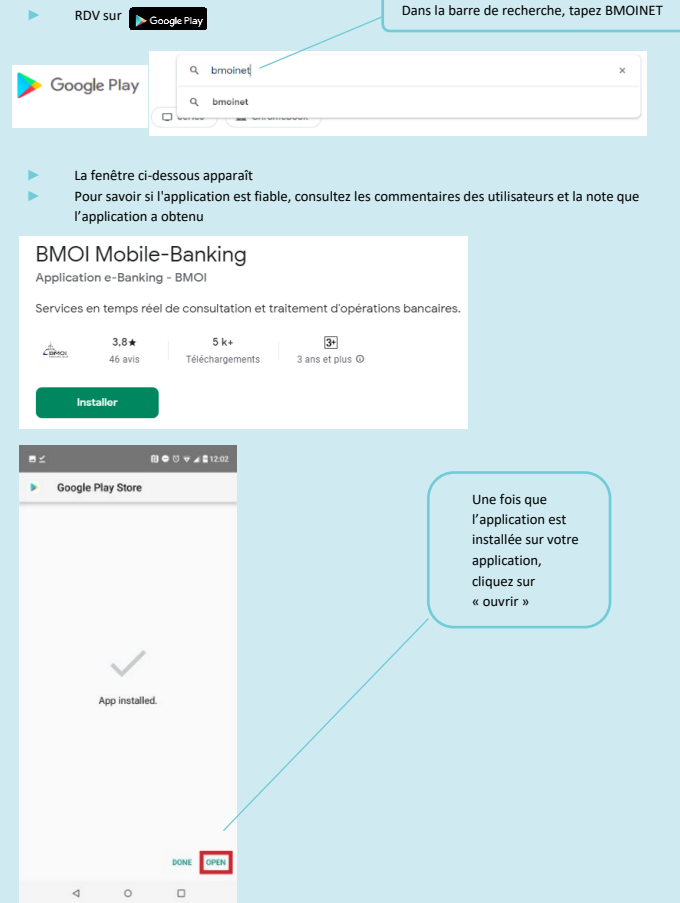 RDV sur Google Play
Dans la barre de recherche, tapez BMOINET
Google Play
bmoinet
bmoinet
La fenêtre ci-dessous apparaît
Pour savoir si l'application est fiable, consultez les commentaires des utilisateurs et la note que
l'application a obtenu
BMOI Mobile-Banking
Application e-Banking - BMOI
Services en temps réel de consultation et traitement d'opérations bancaires.
BMOI
3,8★
5 k+
3+
46 avis
Téléchargements
3 ans et plus
Installer
12:02
Google Play Store
App installed.
DONE
OPEN
Une fois que
l'application est
installée sur votre
application,
cliquez sur
« ouvrir »